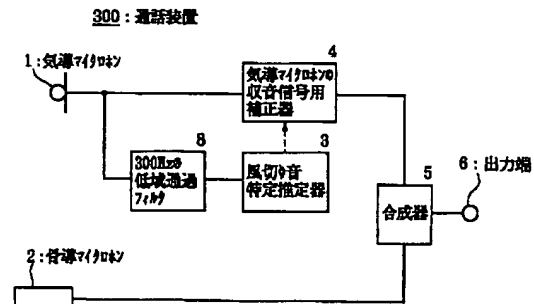 300：通話装置
1：気導マイクロホン
4
気導マイクロホンの
収音信号用
補正器
8
300Hzの
低域通過
フィルタ
3
風切り音
特定推定器
5
合成器
6：出力端
2：骨導マイクロホン